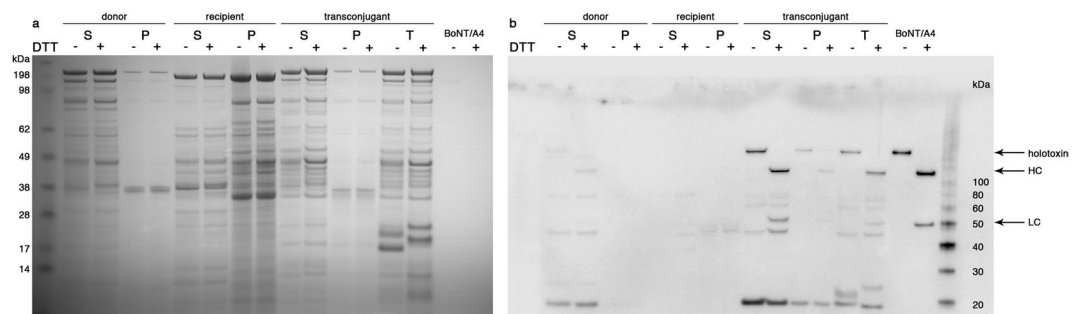 a
donor recipient transconjugant
S P S P S P T BoNT/A4
DTT - + - + - + - + - + - + - + - +
kDa
198
98
62
49
38
28
17
14
b
donor recipient transconjugant
S P S P S P T BoNT/A4
DTT - + - + - + - + - + - + - + - +
kDa
holotoxin
HC
100
80
60
LC
50
40
30
20